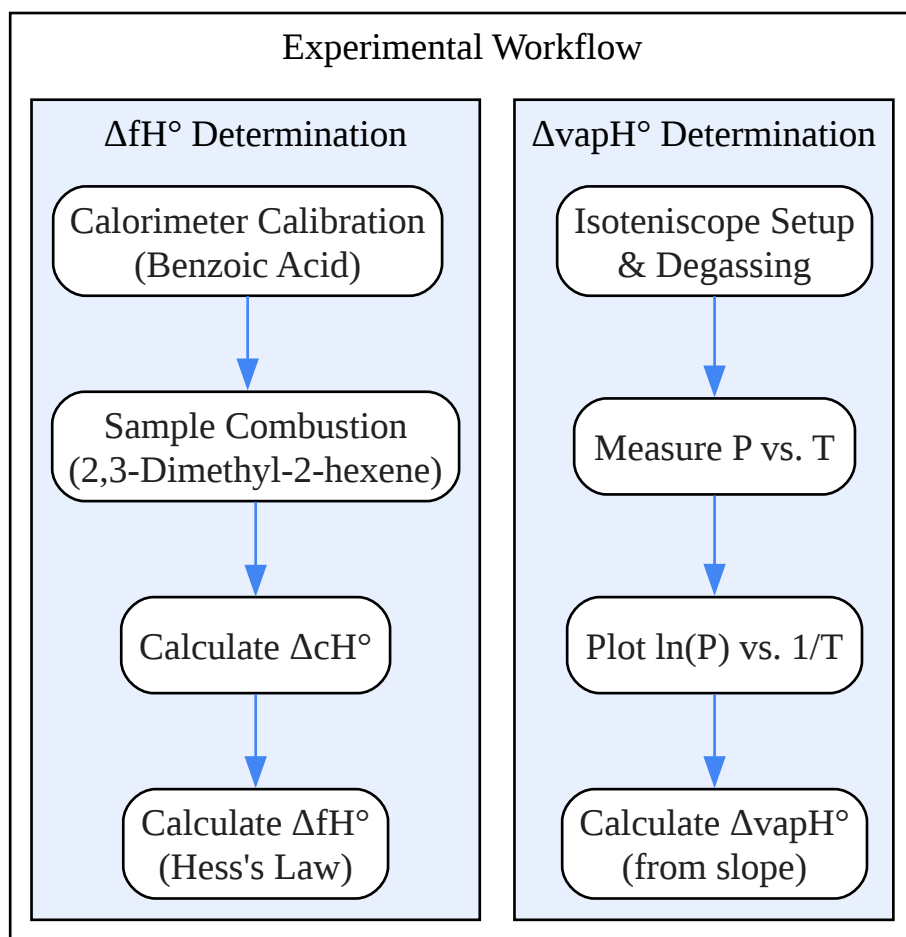 Experimental Workflow
ΔfH° Determination
Calorimeter Calibration
(Benzoic Acid)
Sample Combustion
(2,3-Dimethyl-2-hexene)
Calculate ΔcH°
Calculate ΔfH°
(Hess's Law)
ΔvapH° Determination
Isoteniscope Setup
& Degassing
Measure P vs. T
Plot ln(P) vs. 1/T
Calculate ΔvapH°
(from slope)